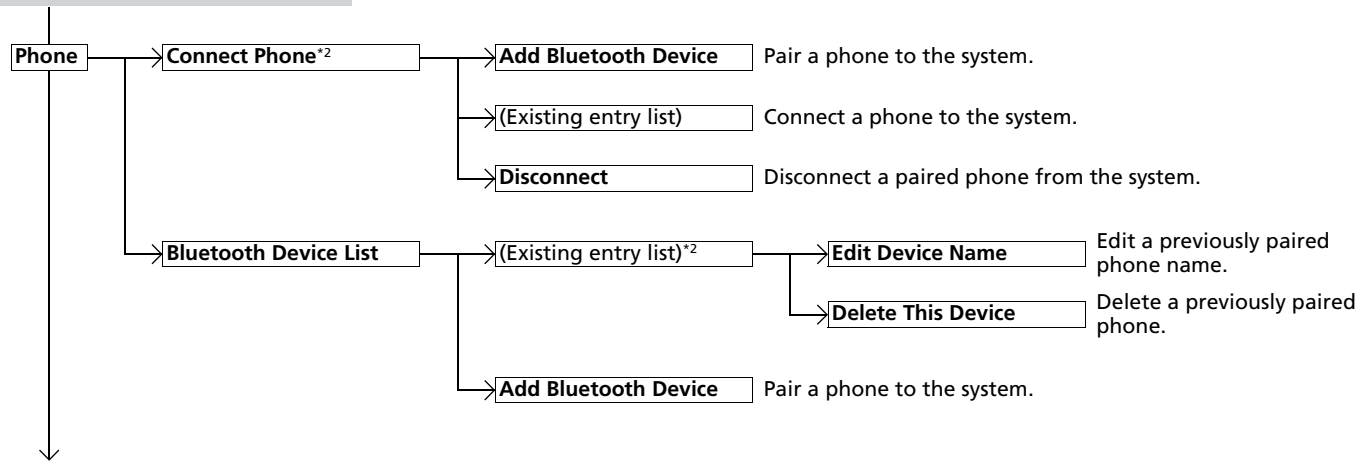 Phone
Connect Phone*2
Add Bluetooth Device
Pair a phone to the system.
(Existing entry list)
Connect a phone to the system.
Disconnect
Disconnect a paired phone from the system.
Bluetooth Device List
(Existing entry list)*2
Edit Device Name
Edit a previously paired
phone name.
Delete This Device
Delete a previously paired
phone.
Add Bluetooth Device
Pair a phone to the system.